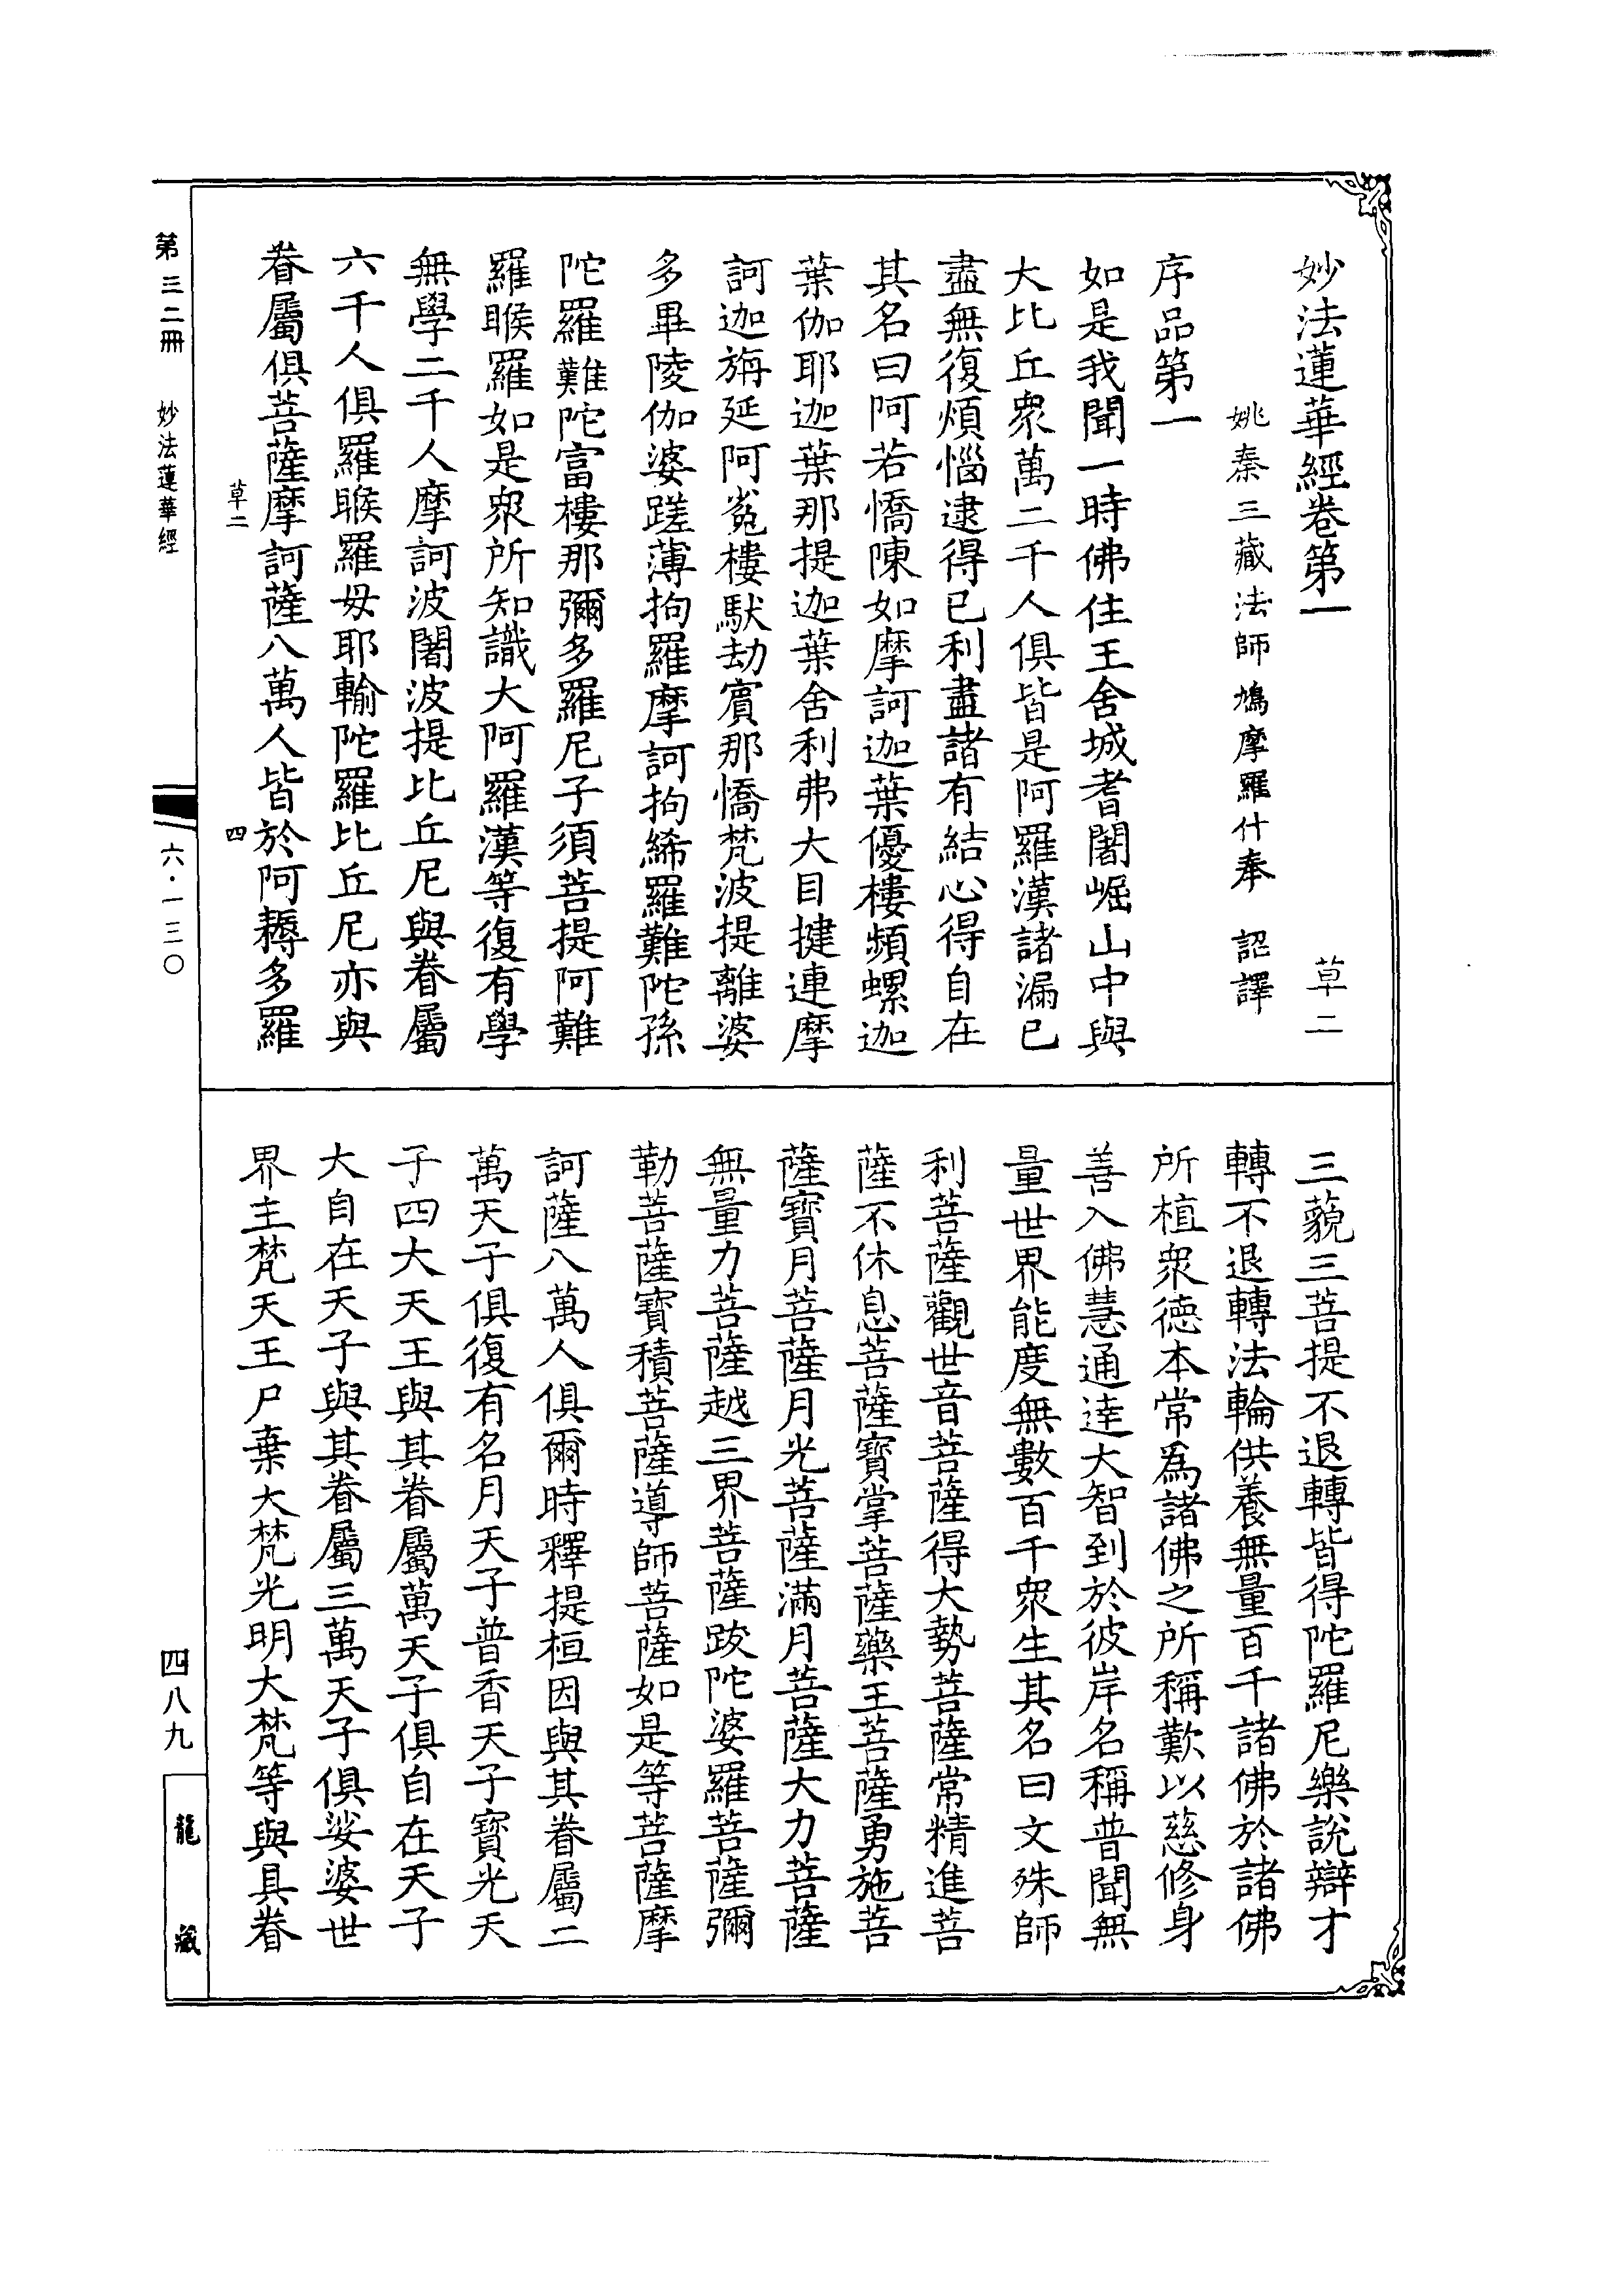 妙法蓮華經卷第一　草二
姚秦三藏法師鳩摩羅什奉　詔譯
序品第一
如是我聞一時佛住王舍城耆闍崛山中與
大比丘眾萬二千人俱皆是阿羅漢諸漏已
盡無復煩惱逮得已利盡諸有結心得自在
其名曰阿若憍陳如摩訶迦葉優樓頻螺迦
葉伽耶迦葉那提迦葉舍利弗大目揵連摩
訶迦旃延阿㝹樓馱劫賓那憍梵波提離婆
多畢陵伽婆蹉薄拘羅摩訶拘絺羅難陀孫
陀羅難陀富樓那彌多羅尼子須菩提阿難
羅睺羅如是眾所知識大阿羅漢等復有學
無學二千人摩訶波闍波提比丘尼與眷屬
六千人俱羅睺羅母耶輸陀羅比丘尼亦與
眷屬俱菩薩摩訶薩八萬人皆於阿耨多羅
草二　四
三藐三菩提不退轉皆得陀羅尼樂說辯才
轉不退轉法輪供養無量百千諸佛於諸佛
所植眾德本常為諸佛之所稱歎以慈修身
善入佛慧通達大智到於彼岸名稱普聞無
量世界能度無數百千眾生其名曰文殊師
利菩薩觀世音菩薩得大勢菩薩常精進菩
薩不休息菩薩寶掌菩薩藥王菩薩勇施菩
薩寶月菩薩月光菩薩滿月菩薩大力菩薩
無量力菩薩越三界菩薩跋陀婆羅菩薩彌
勒菩薩寶積菩薩導師菩薩如是等菩薩摩
訶薩八萬人俱爾時釋提桓因與其眷屬二
萬天子俱復有名月天子普香天子寶光天
子四大天王與其眷屬萬天子俱自在天子
大自在天子與其眷屬三萬天子俱娑婆世
界主梵天王尸棄大梵光明大梵等與其眷
第三二冊　妙法蓮華經　六·一三〇　四八九　龍藏